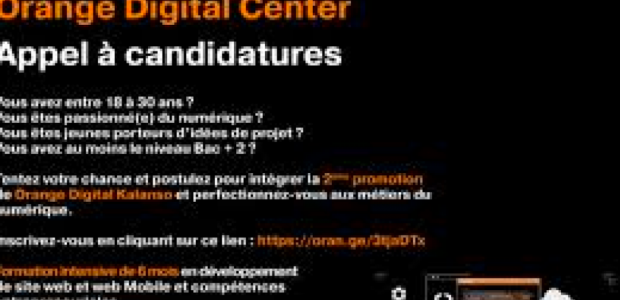 Orange Digital Center
Appel à candidatures
Vous avez entre 18 à 30 ans ?
Vous êtes passionné(e) du numérique ?
Vous êtes jeunes porteurs d'idées de projet ?
Vous avez au moins le niveau Bac + 2 ?
Tentez votre chance et postulez pour intégrer la 2ème promotion
de Orange Digital Kalanso et perfectionnez-vous aux métiers du
numérique.
Inscrivez-vous en cliquant sur ce lien : https://oran.ge/3tjaDTx
Formation intensive de 6 mois en développement
de site web et web Mobile et compétences